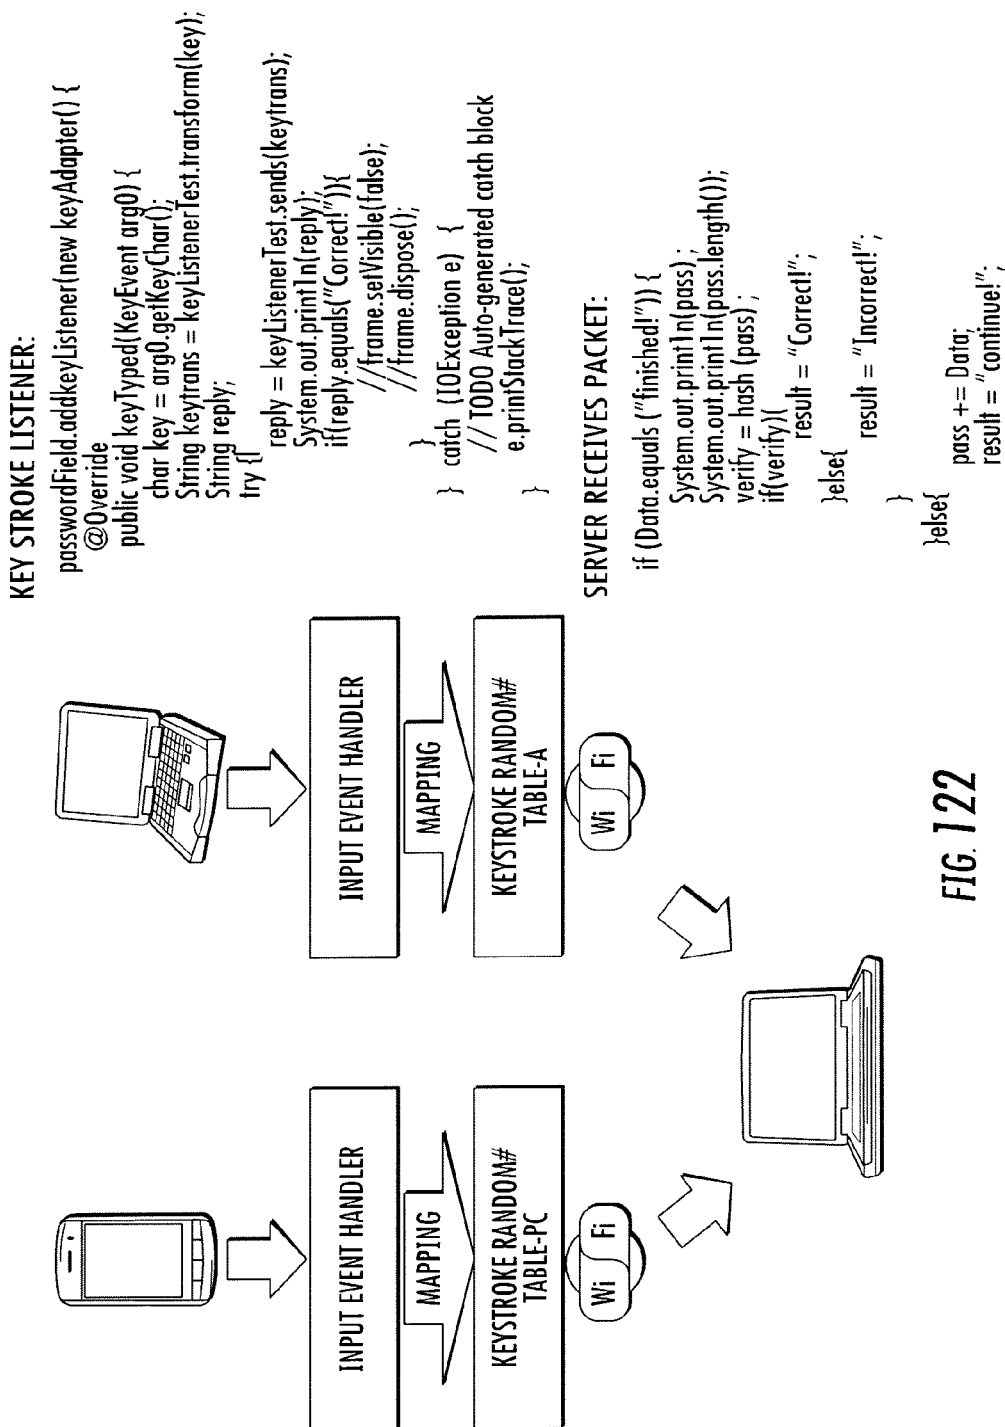 INPUT EVENT HANDLER
MAPPING
KEYSTROKE RANDOM#
TABLE-PC
Wi Fi
INPUT EVENT HANDLER
MAPPING
KEYSTROKE RANDOM#
TABLE-A
Wi Fi
KEY STROKE LISTENER:
passwordField.addkeyListener(new keyAdapter() {
@Override
public void keyTyped(KeyEvent arg0) {
char key = arg0.getKeyChar();
String keytrans = keyListenerTest.transform(key);
String reply;
try {
reply = keyListenerTest.sends(keytrans);
System.out.println(reply);
if(reply.equals("Correct!")){
//frame.setVisible(false);
//frame.dispose();
}
} catch (IOException e) {
// TODO Auto-generated catch block
e.printStackTrace();
}
SERVER RECEIVES PACKET:
if (Data.equals ("finished!")) {
System.out.println(pass);
System.out.println(pass.length());
verify = hash (pass) ;
if(verify){
result = "Correct!";
}else{
result = "Incorrect!";
}
}else{
pass += Data;
result = "continue!";
FIG. 122